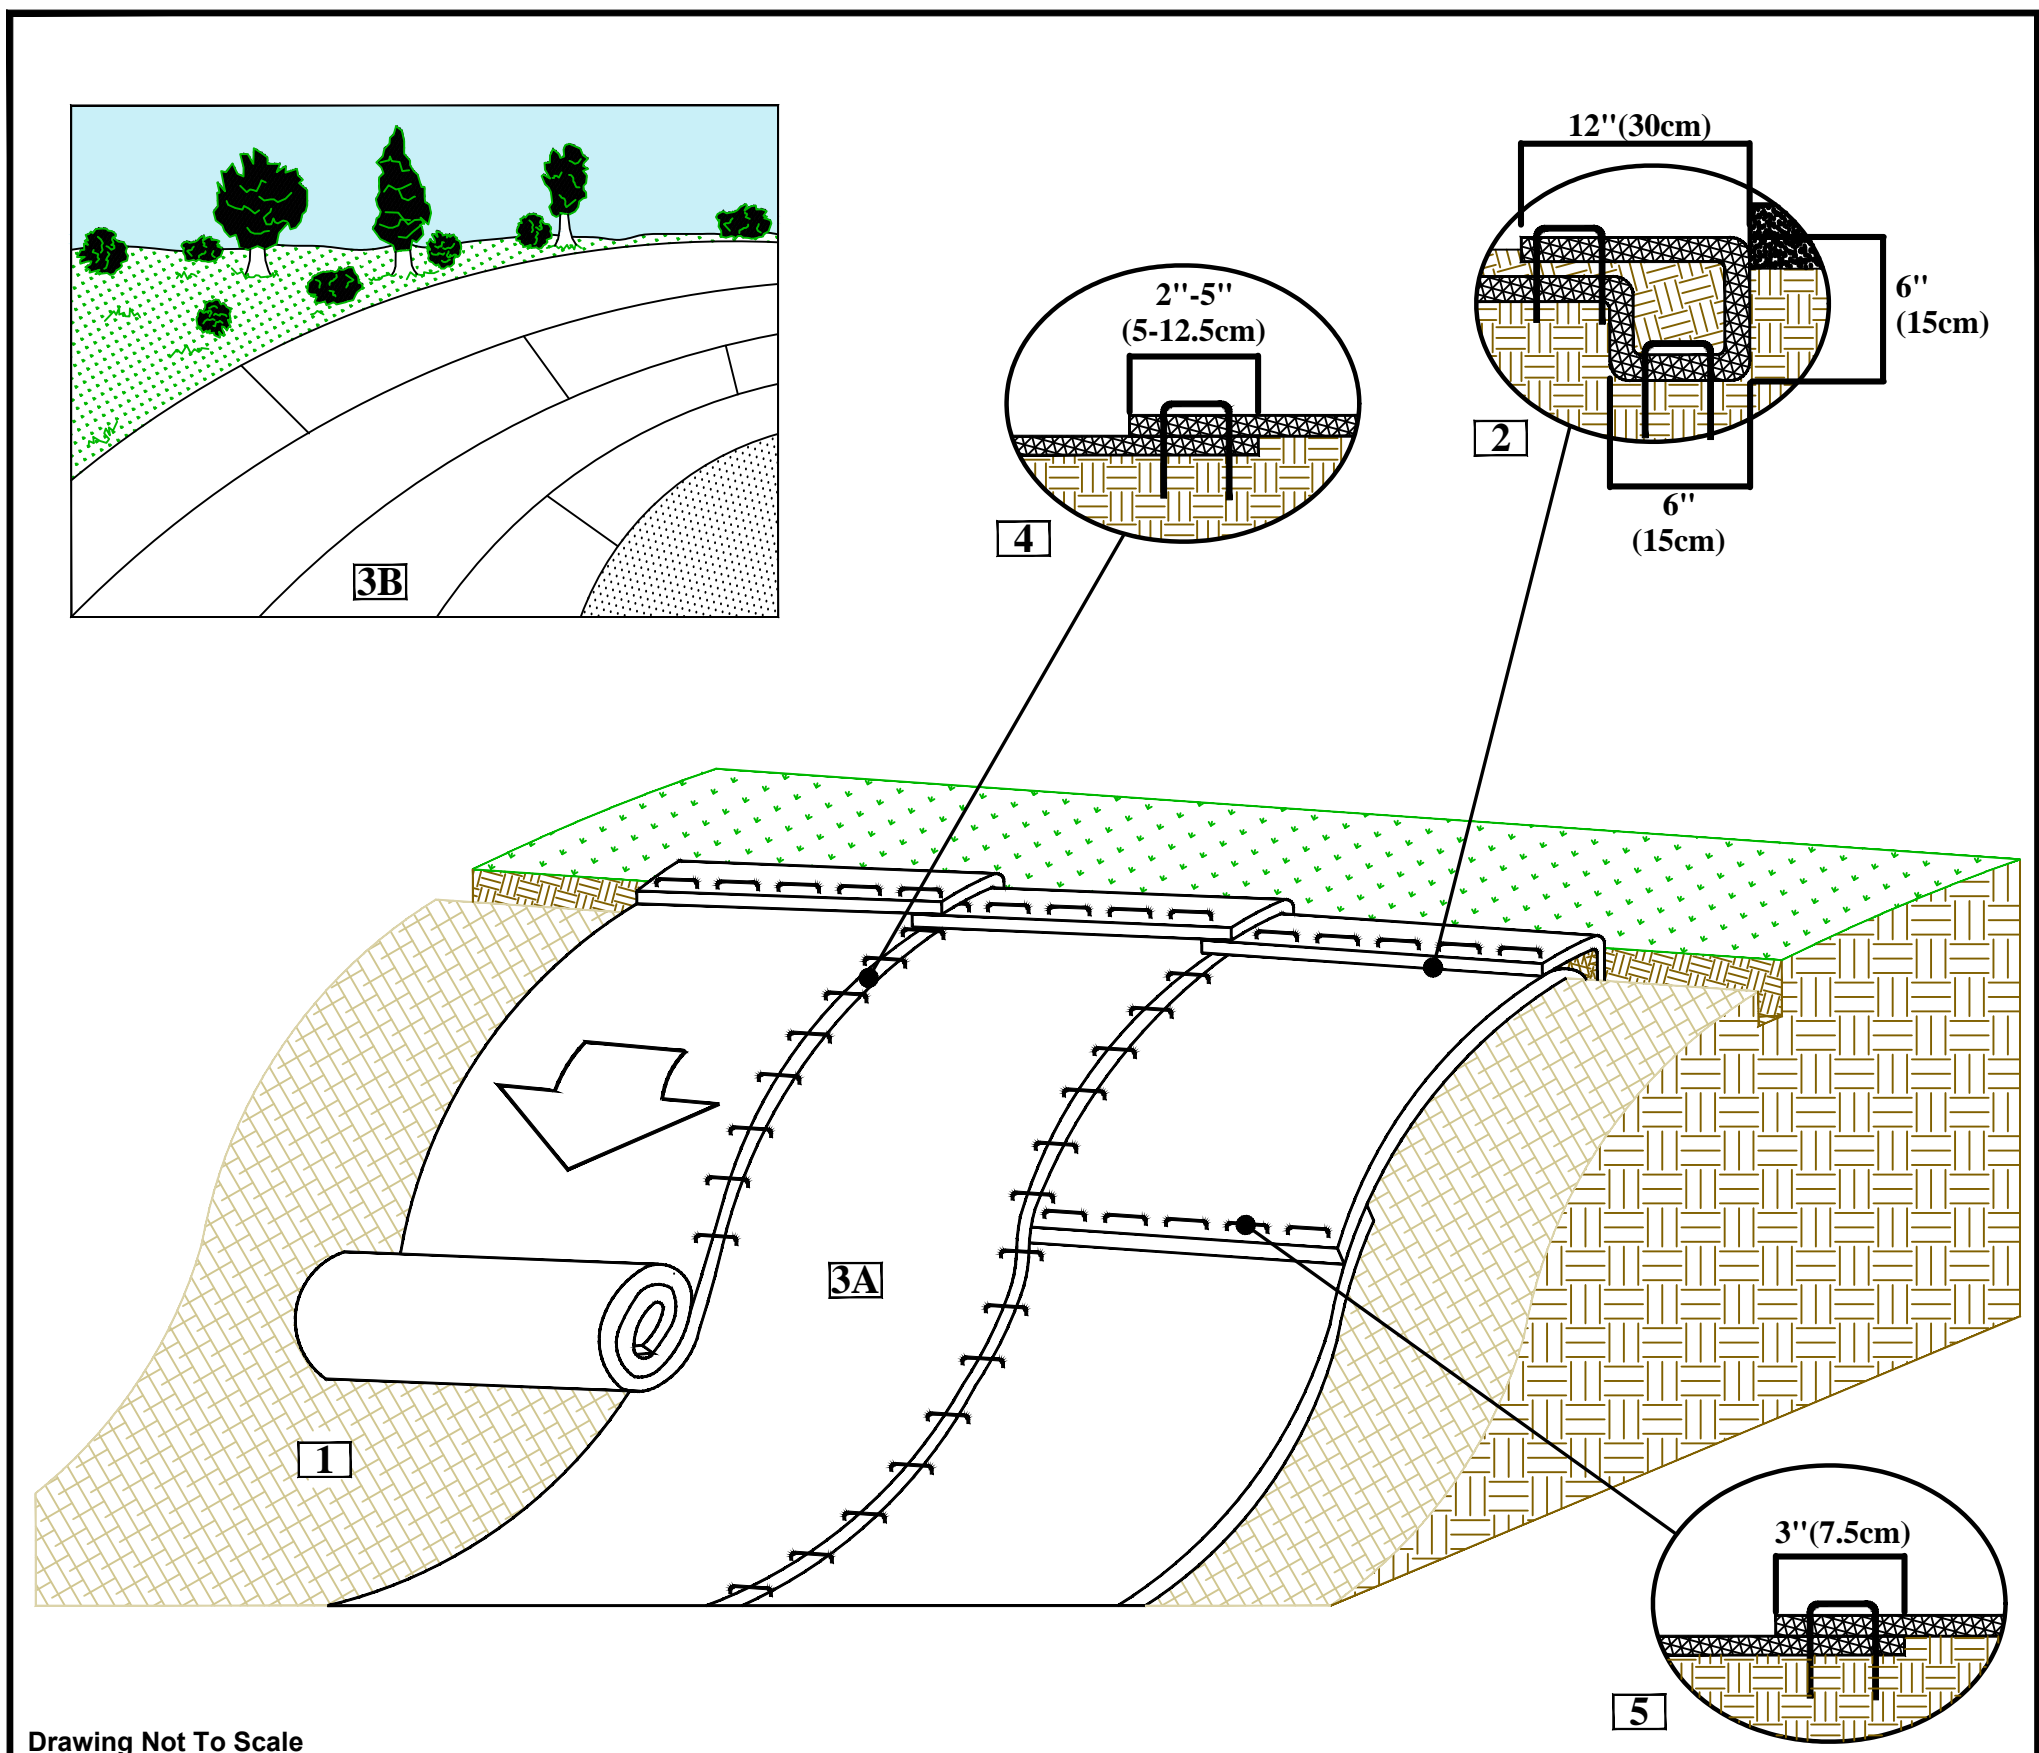 12"(30cm)
2"-5"
(5-12.5cm)
6"
(15cm)
2
6"
(15cm)
4
3B
3A
1
3"(7.5cm)
5
Drawing Not To Scale